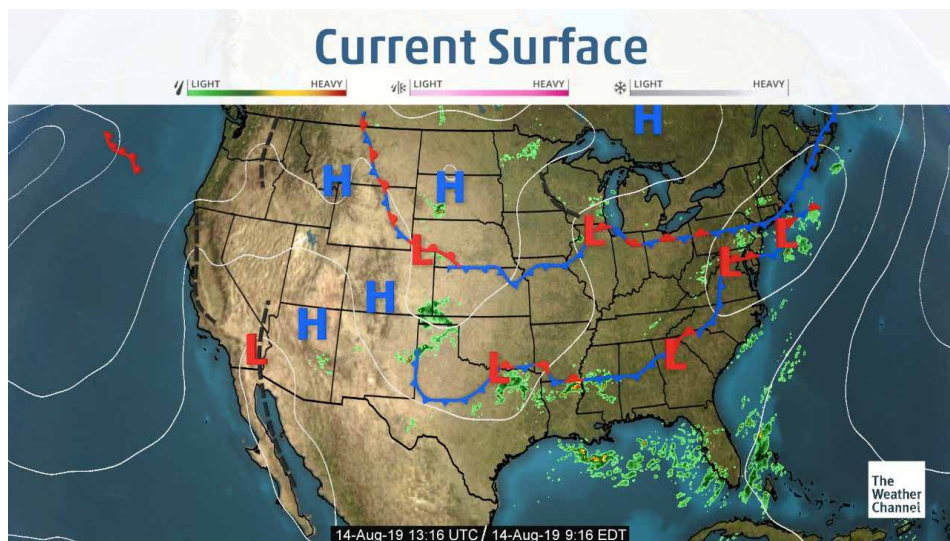 Current Surface
LIGHT HEAVY LIGHT HEAVY LIGHT HEAVY
H
H H
L L L
L
H
H
L L
L
The
Weather
Channel
14-Aug-19 13:16 UTC / 14-Aug-19 9:16 EDT